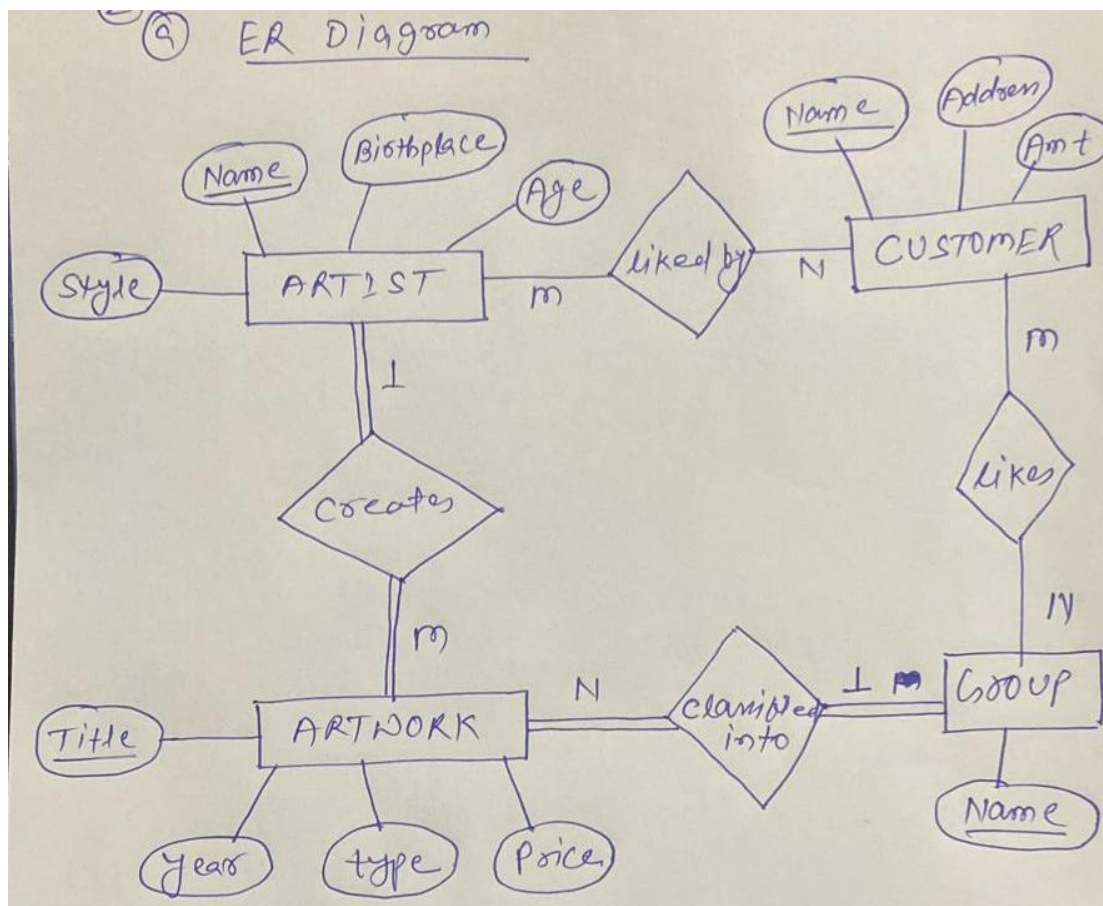 a ER Diagram
Name
Birthplace
Age
Style
ARTIST
m
liked by
N
Name
Address
Amt
CUSTOMER
1
creates
m
m
likes
N
Title
ARTWORK
N
classified
into
1
GROUP
Year
type
Price
Name